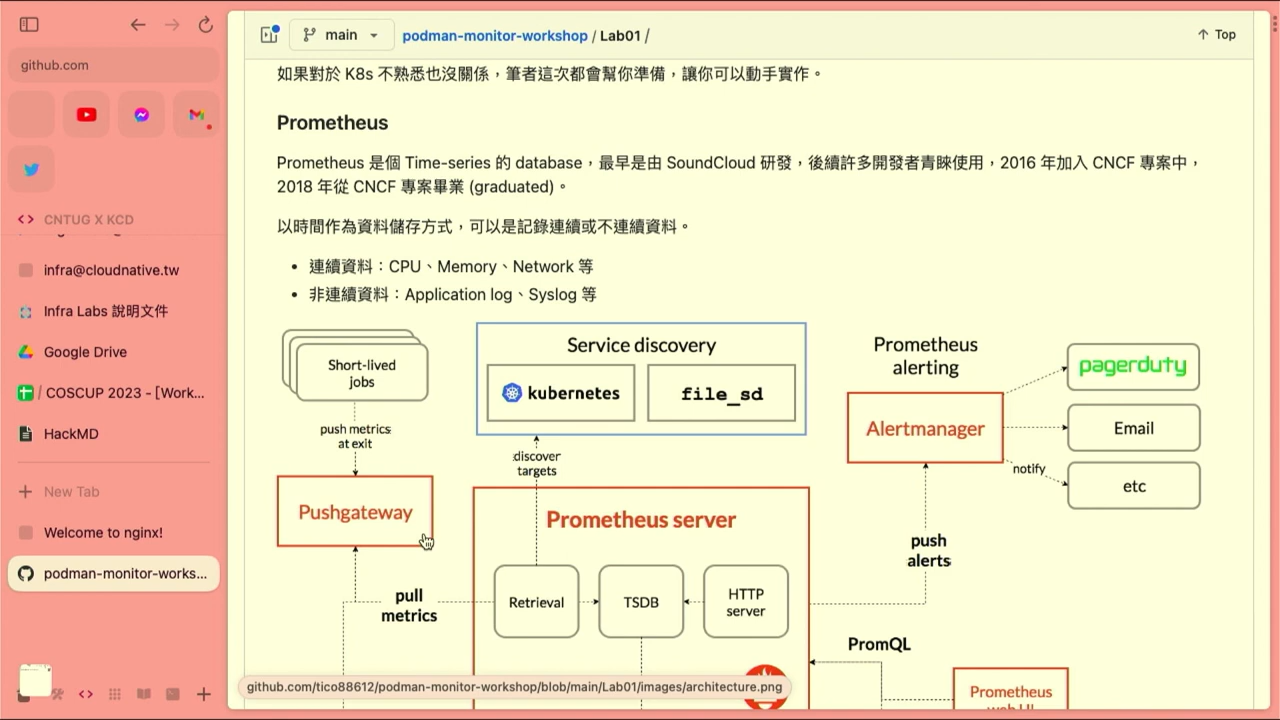 github.com
CNTUG X KCD
infra@cloudnative.tw
Infra Labs 說明文件
Google Drive
/ COSCUP 2023 - [Work...
HackMD
New Tab
Welcome to nginx!
podman-monitor-works...
main
podman-monitor-workshop / Lab01 /
Top
如果對於 K8s 不熟悉也沒關係，筆者這次都會幫你準備，讓你可以動手實作。
Prometheus
Prometheus 是個 Time-series 的 database，最早是由 SoundCloud 研發，後續許多開發者青睞使用，2016 年加入 CNCF 專案中，
2018 年從 CNCF 專案畢業 (graduated)。
以時間作為資料儲存方式，可以是記錄連續或不連續資料。
連續資料：CPU、Memory、Network 等
非連續資料：Application log、Syslog 等
Short-lived
jobs
push metrics
at exit
Pushgateway
pull
metrics
Service discovery
kubernetes
file_sd
discover
targets
Prometheus server
Retrieval
TSDB
HTTP
server
Prometheus
alerting
Alertmanager
pagerduty
Email
etc
notify
push
alerts
PromQL
Prometheus
web UI
github.com/tico88612/podman-monitor-workshop/blob/main/Lab01/images/architecture.png